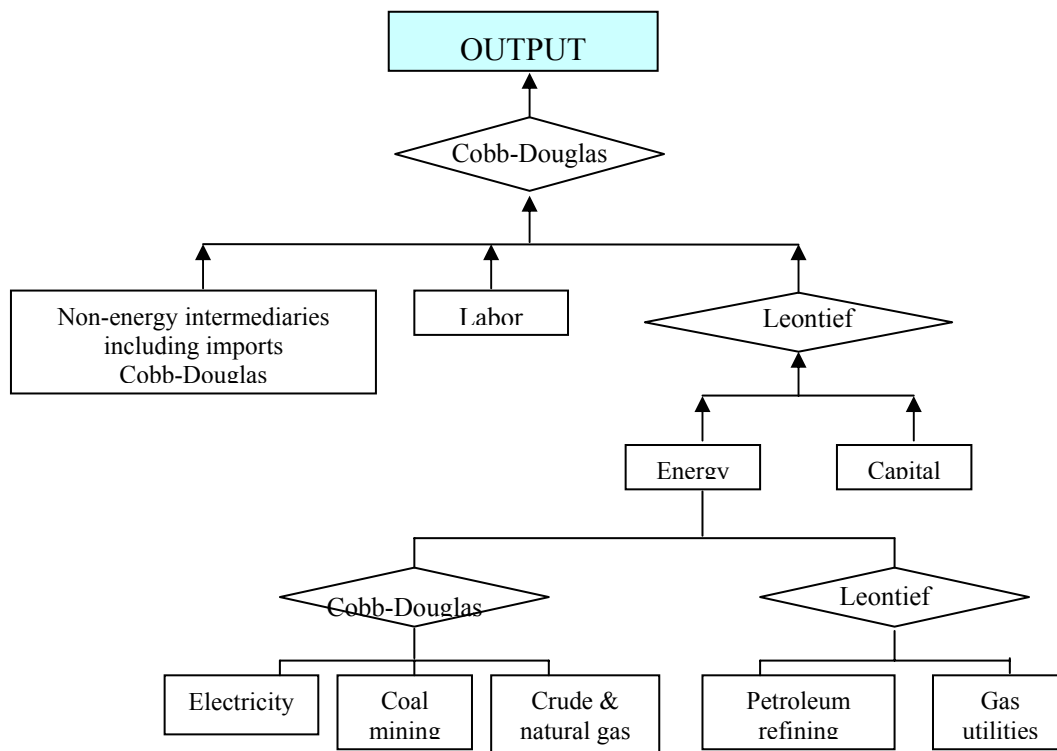 OUTPUT
Cobb-Douglas
Non-energy intermediaries
including imports
Cobb-Douglas
Labor
Leontief
Energy
Capital
Cobb-Douglas
Leontief
Electricity
Coal
mining
Crude &
natural gas
Petroleum
refining
Gas
utilities